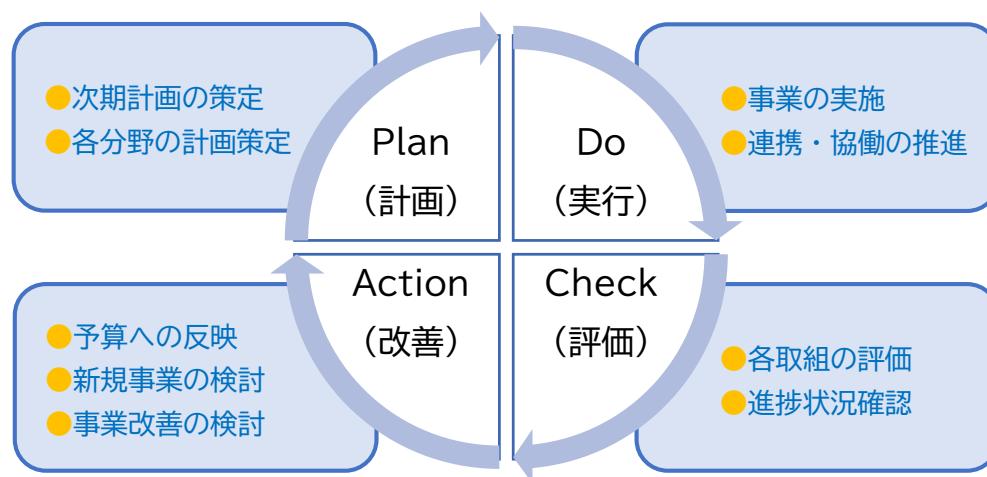 ●次期計画の策定
●各分野の計画策定
Plan
（計画）
Do
（実行）
●事業の実施
●連携・協働の推進
●予算への反映
●新規事業の検討
●事業改善の検討
Action
（改善）
Check
（評価）
●各取組の評価
●進捗状況確認